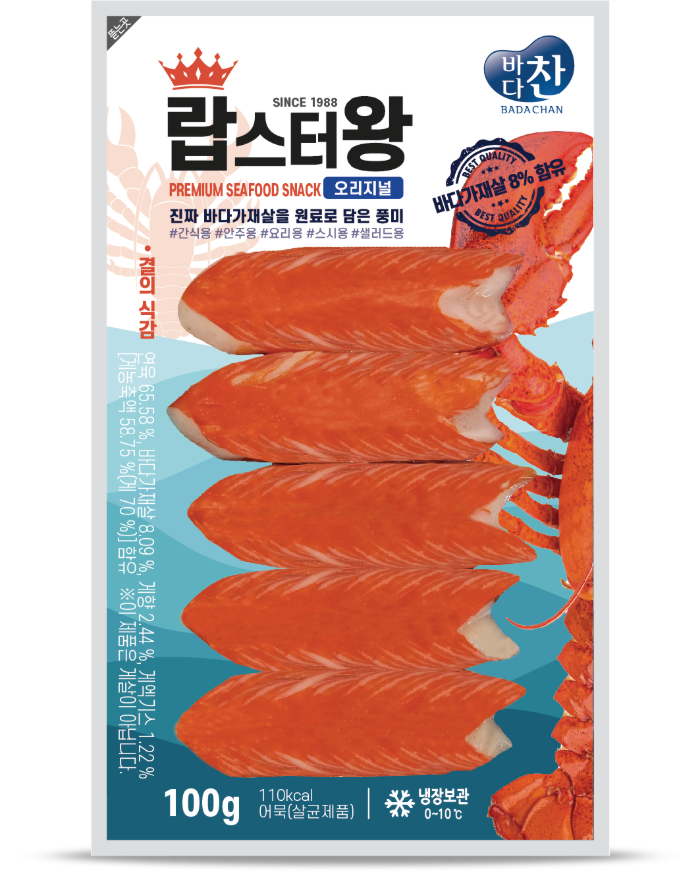 뜯는곳
바다찬
BADACHAN
SINCE 1988
랍스터왕
PREMIUM SEAFOOD SNACK 오리지널
진짜 바다가재살을 원료로 담은 풍미
#간식용 #안주용 #요리용 #스시용 #샐러드용
BEST QUALITY
바다가재살 8% 함유
BEST QUALITY
• 결의 식감
연육 65.58 %, 바다가재살 8.09 %, 게향 2.44 %, 게엑기스 1.22 %
[게농축액 58.75 %(게 70 %)] 함유 ※이 제품은 게살이 아닙니다.
100g
110kcal
어묵(살균제품)
냉장보관
0~10℃